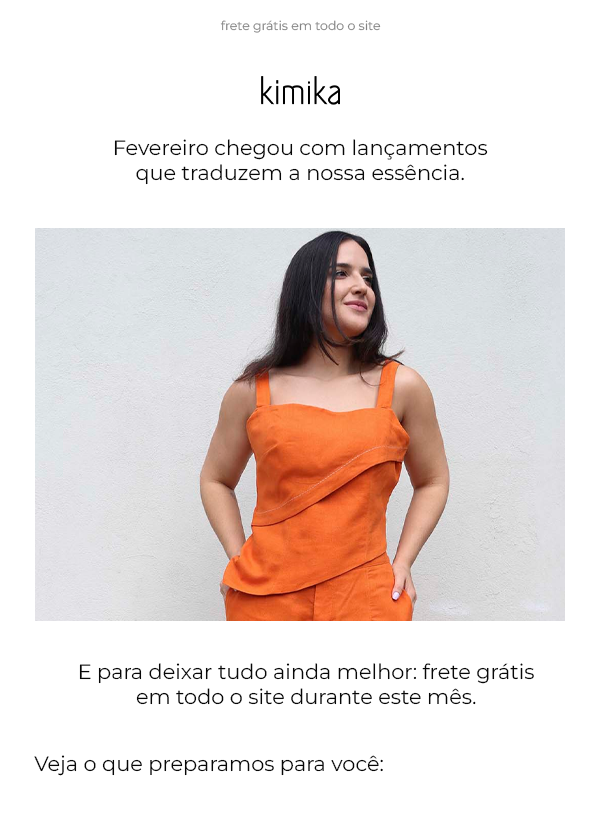 frete grátis em todo o site
kimika
Fevereiro chegou com lançamentos
que traduzem a nossa essência.
E para deixar tudo ainda melhor: frete grátis
em todo o site durante este mês.
Veja o que preparamos para você: